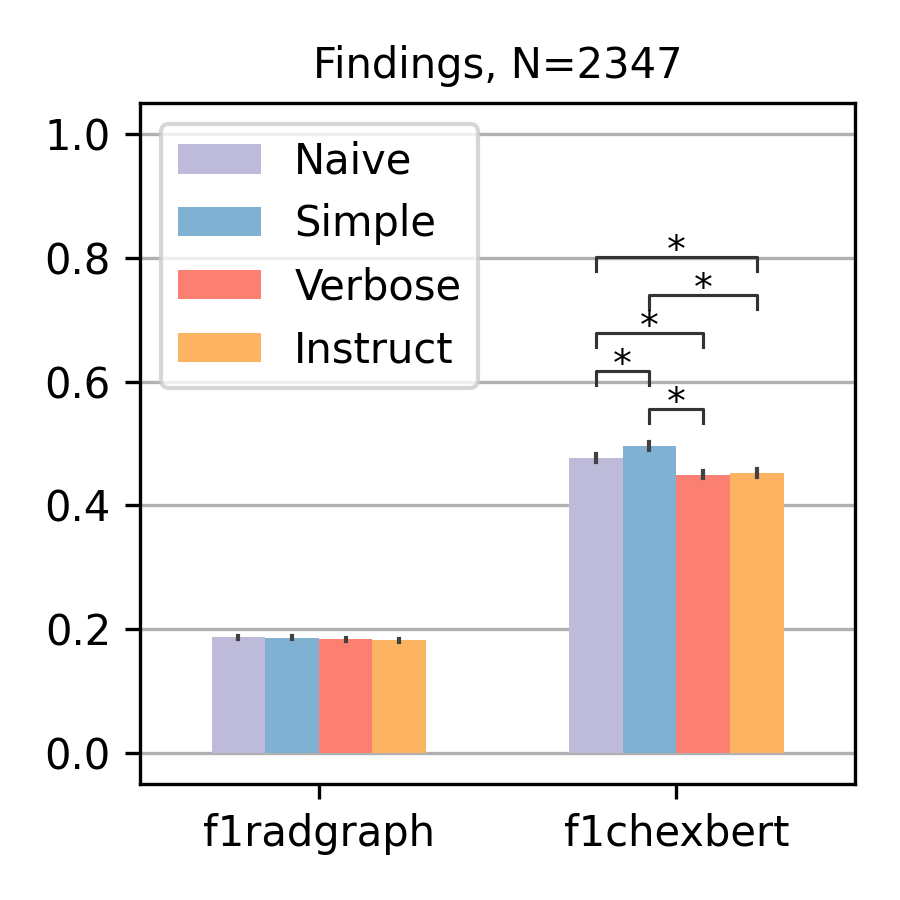 Findings, N=2347
1.0
0.8
0.6
0.4
0.2
0.0
Naive
Simple
Verbose
Instruct
*
*
*
*
*
f1radgraph
f1chexbert